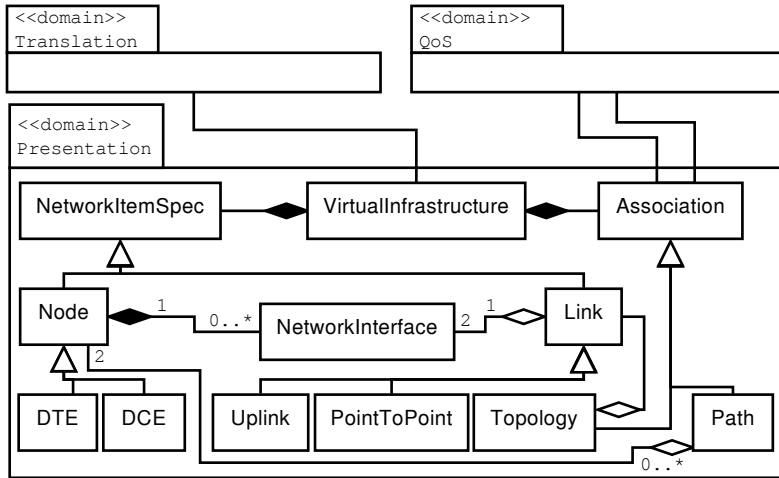 <<domain>>
Translation
<<domain>>
QoS
<<domain>>
Presentation
NetworkItemSpec
VirtualInfrastructure
Association
Node
1
0..*
NetworkInterface
2
1
Link
2
DTE
DCE
Uplink
PointToPoint
Topology
Path
0..*